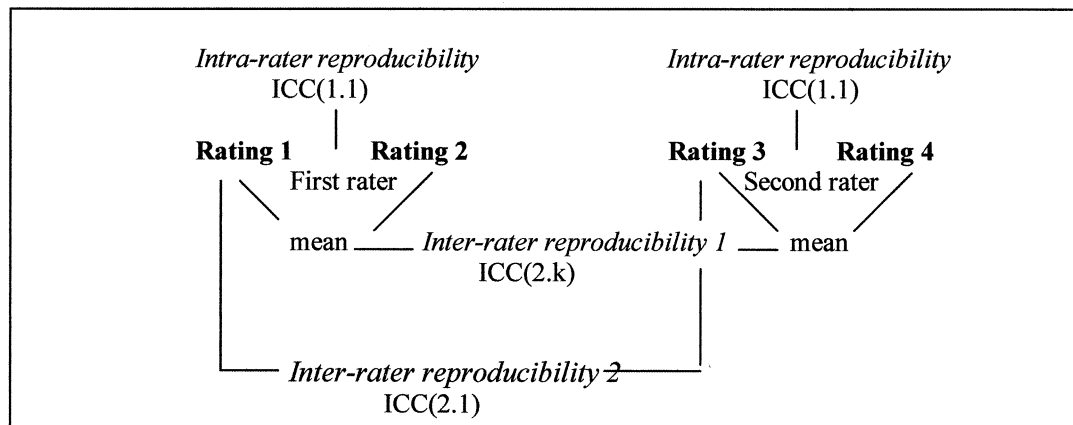 Intra-rater reproducibility Intra-rater reproducibility
ICC(1.1) ICC(1.1)
Rating 1 Rating 2 Rating 3 Rating 4
First rater Second rater
mean Inter-rater reproducibility 1 mean
ICC(2.k)
Inter-rater reproducibility 2
ICC(2.1)